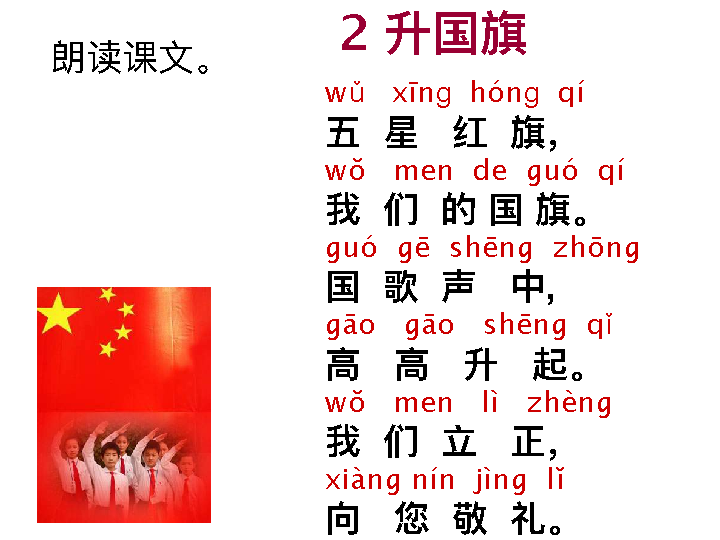 朗读课文。
2 升国旗
wǔ xīng hóng qí
五 星 红 旗，
wǒ men de guó qí
我 们 的 国 旗。
guó gē shēng zhōng
国 歌 声 中，
gāo gāo shēng qǐ
高 高 升 起。
wǒ men lì zhèng
我 们 立 正，
xiàng nín jìng lǐ
向 您 敬 礼。